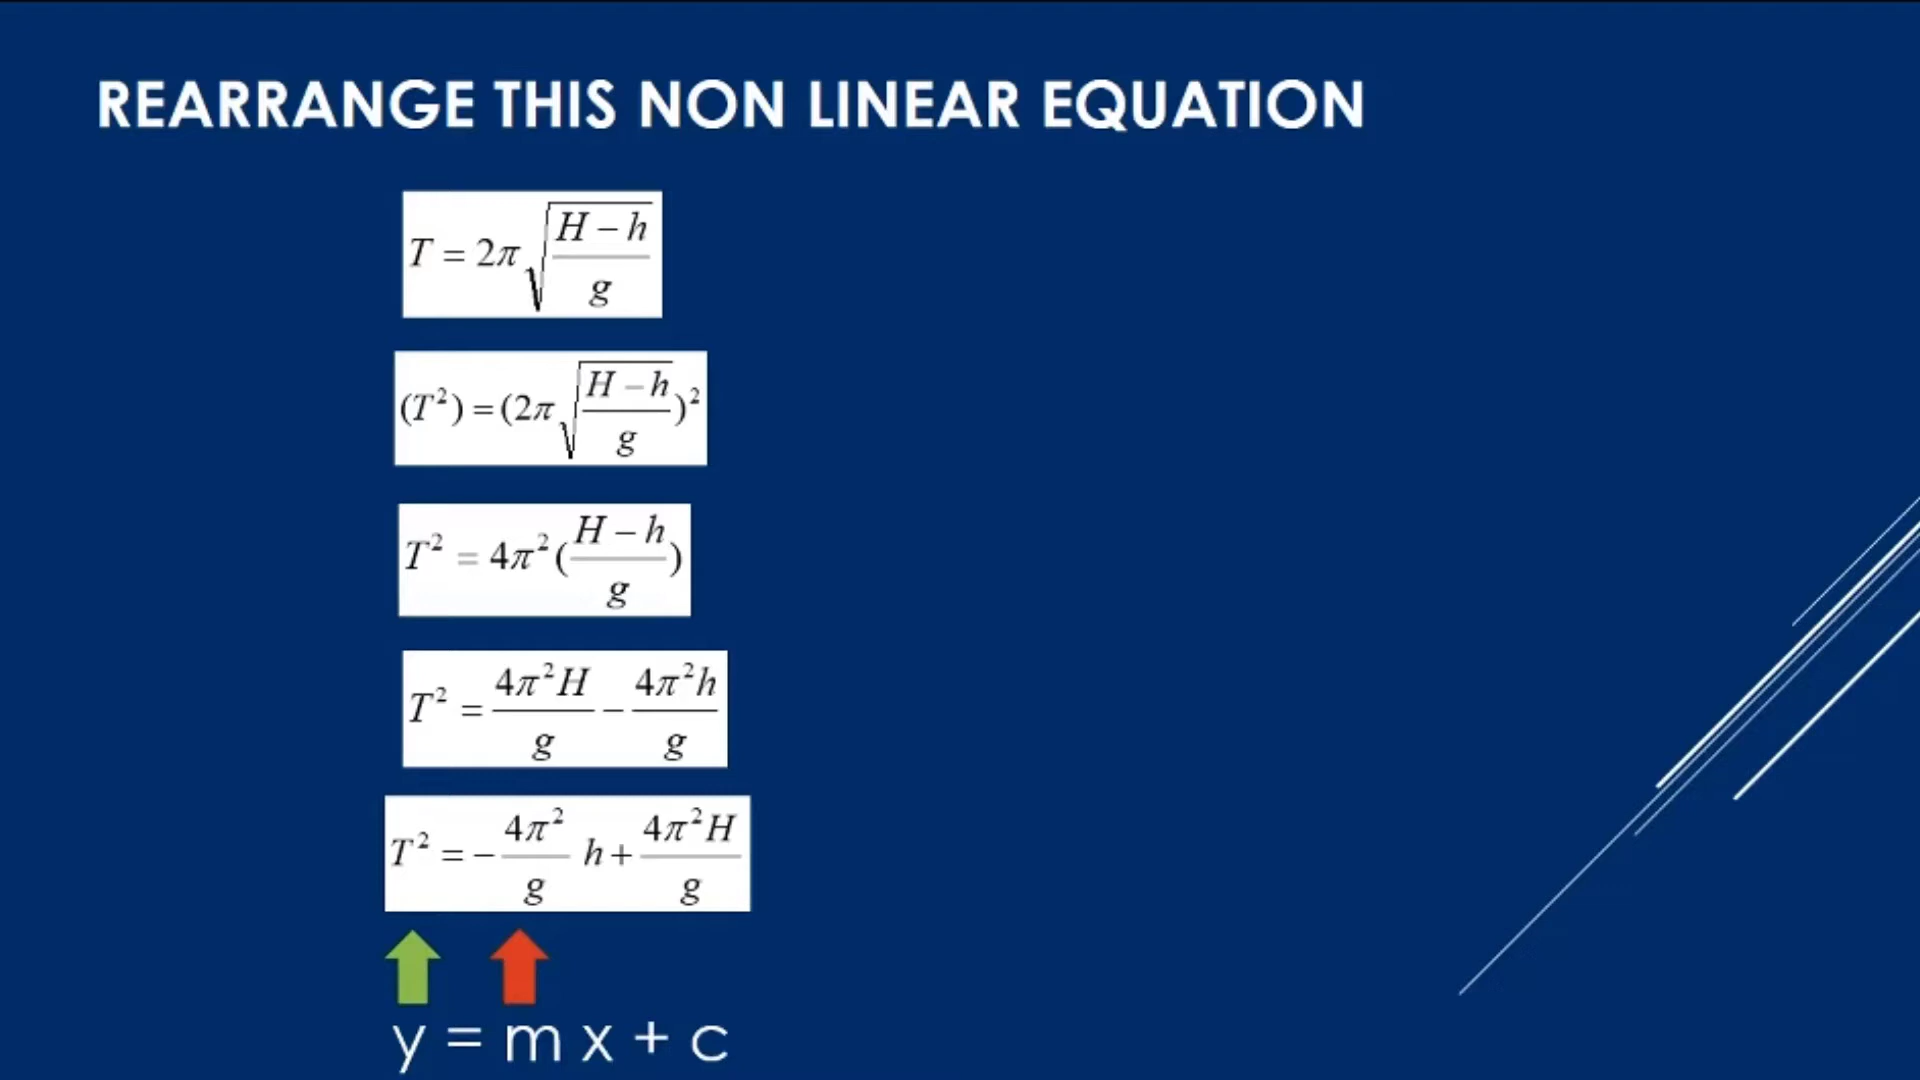 REARRANGE THIS NON LINEAR EQUATION
T = 2π√((H − h)/g)
(T²) = (2π√((H − h)/g))²
T² = 4π²((H − h)/g)
T² = 4π²H/g − 4π²h/g
T² = − 4π²/g h + 4π²H/g
y = m x + c